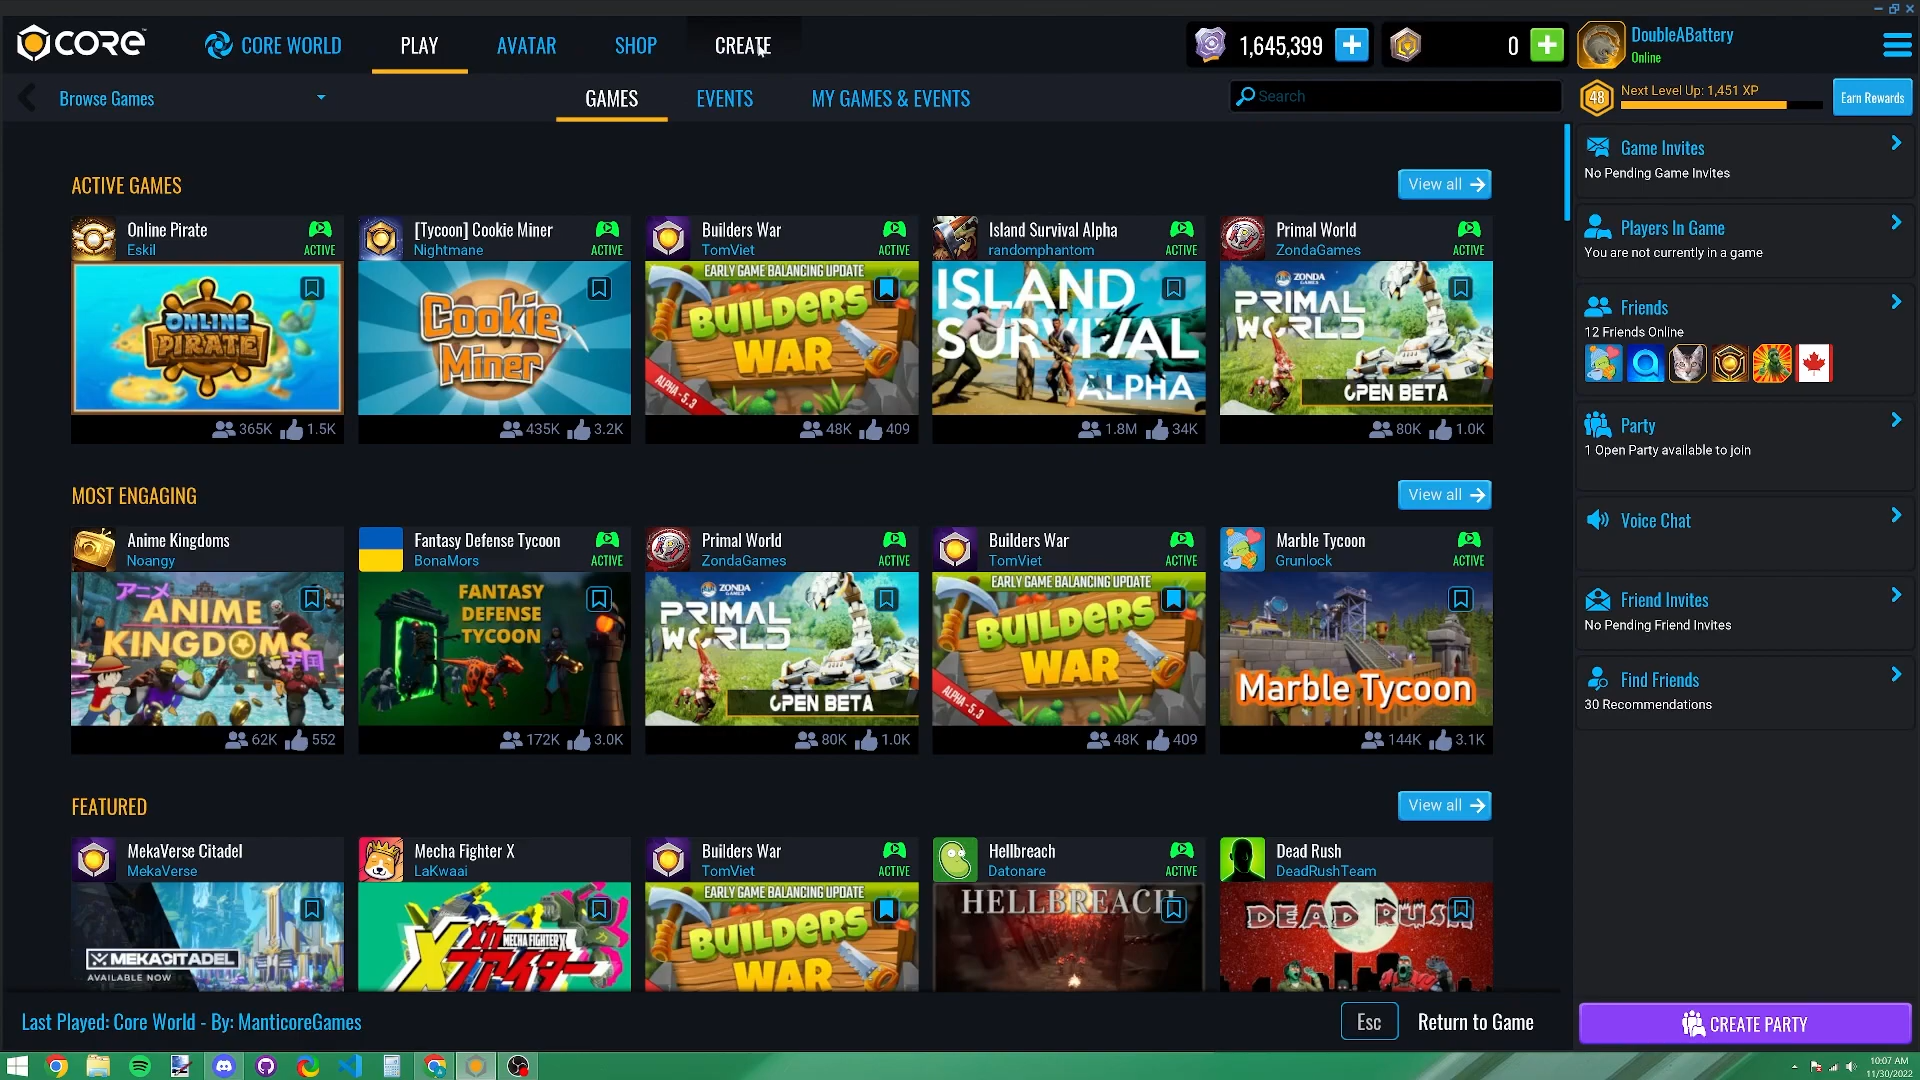 CORE
CORE WORLD
PLAY
AVATAR
SHOP
CREATE
1,645,399
0
DoubleABattery
Online
Browse Games
GAMES
EVENTS
MY GAMES & EVENTS
Search
48
Next Level Up: 1,451 XP
Earn Rewards
ACTIVE GAMES
View all
Online Pirate
Eskil
ACTIVE
ONLINE
PIRATE
365K
1.5K
[Tycoon] Cookie Miner
Nightmane
ACTIVE
Cookie
Miner
435K
3.2K
Builders War
TomViet
ACTIVE
EARLY GAME BALANCING UPDATE
BUILDERS
WAR
ALPHA - 5.3
48K
409
Island Survival Alpha
randomphantom
ACTIVE
ISLAND
SURVIVAL
ALPHA
1.8M
34K
Primal World
ZondaGames
ACTIVE
ZONDA
GAMES
PRIMAL
WORLD
OPEN BETA
80K
1.0K
MOST ENGAGING
View all
Anime Kingdoms
Noangy
アニメ
ANIME
KINGDOMS
王国
62K
552
Fantasy Defense Tycoon
BonaMors
ACTIVE
FANTASY
DEFENSE
TYCOON
172K
3.0K
Primal World
ZondaGames
ACTIVE
ZONDA
GAMES
PRIMAL
WORLD
OPEN BETA
80K
1.0K
Builders War
TomViet
ACTIVE
EARLY GAME BALANCING UPDATE
BUILDERS
WAR
ALPHA - 5.3
48K
409
Marble Tycoon
Grunlock
ACTIVE
Marble Tycoon
144K
3.1K
FEATURED
View all
MekaVerse Citadel
MekaVerse
MEKACITADEL
AVAILABLE NOW
Mecha Fighter X
LaKwaai
MECHA FIGHTER X
Builders War
TomViet
ACTIVE
EARLY GAME BALANCING UPDATE
BUILDERS
WAR
Hellbreach
Datonare
ACTIVE
HELLBREACH
Dead Rush
DeadRushTeam
DEAD RUSH
Game Invites
No Pending Game Invites
Players In Game
You are not currently in a game
Friends
12 Friends Online
Party
1 Open Party available to join
Voice Chat
Friend Invites
No Pending Friend Invites
Find Friends
30 Recommendations
Last Played: Core World - By: ManticoreGames
Esc
Return to Game
CREATE PARTY
10:07 AM
11/30/2022